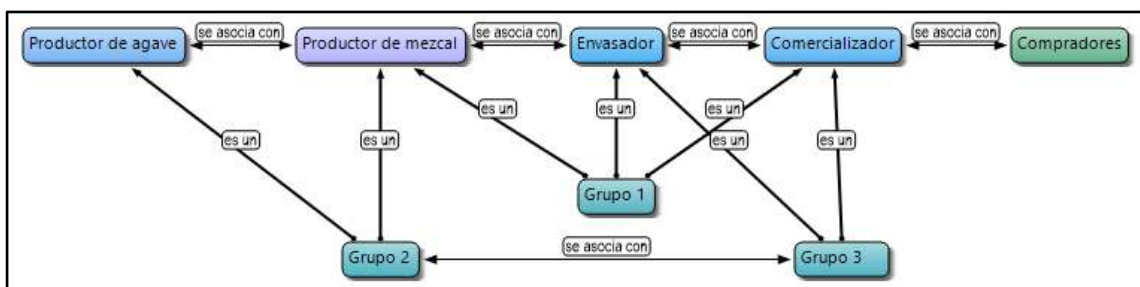 se asocia con
se asocia con
se asocia con
se asocia con
Productor de agave
Productor de mezcal
Envasador
Comercializador
Compradores
es un
es un
es un
es un
es un
es un
es un
Grupo 1
Grupo 2
se asocia con
Grupo 3